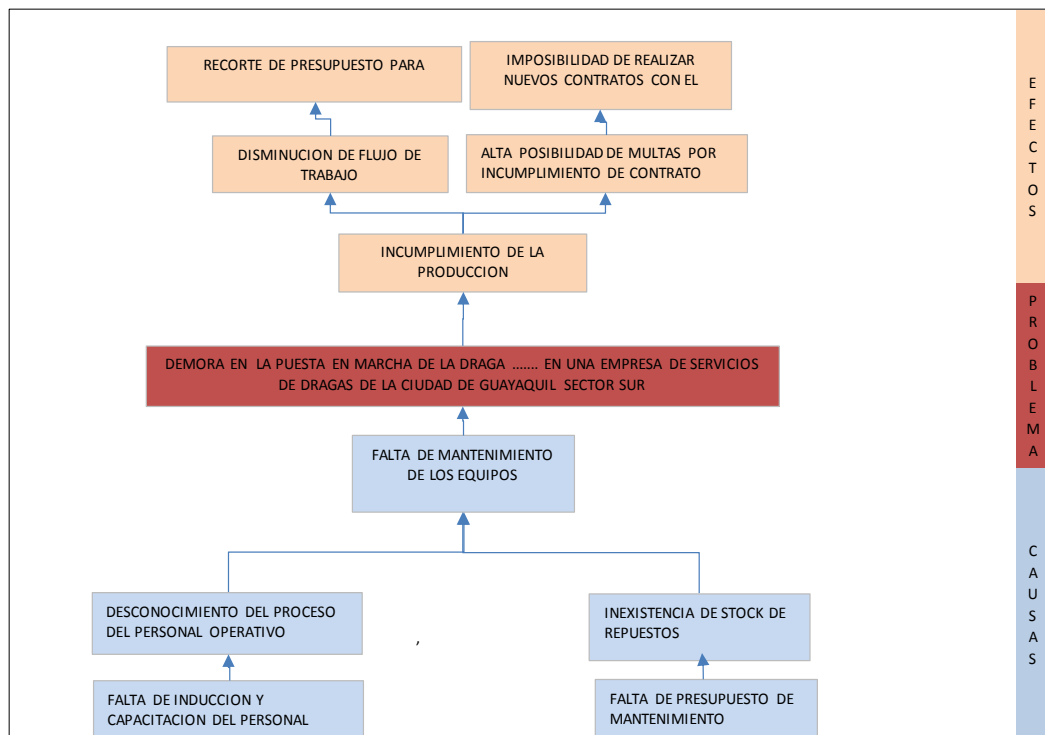 RECORTE DE PRESUPUESTO PARA
IMPOSIBILIDAD DE REALIZAR
NUEVOS CONTRATOS CON EL
DISMINUCION DE FLUJO DE
TRABAJO
ALTA POSIBILIDAD DE MULTAS POR
INCUMPLIMIENTO DE CONTRATO
INCUMPLIMIENTO DE LA
PRODUCCION
DEMORA EN LA PUESTA EN MARCHA DE LA DRAGA ....... EN UNA EMPRESA DE SERVICIOS
DE DRAGAS DE LA CIUDAD DE GUAYAQUIL SECTOR SUR
FALTA DE MANTENIMIENTO
DE LOS EQUIPOS
DESCONOCIMIENTO DEL PROCESO
DEL PERSONAL OPERATIVO
,
INEXISTENCIA DE STOCK DE
REPUESTOS
FALTA DE INDUCCION Y
CAPACITACION DEL PERSONAL
FALTA DE PRESUPUESTO DE
MANTENIMIENTO
EFECTOS
PROBLEMA
CAUSAS